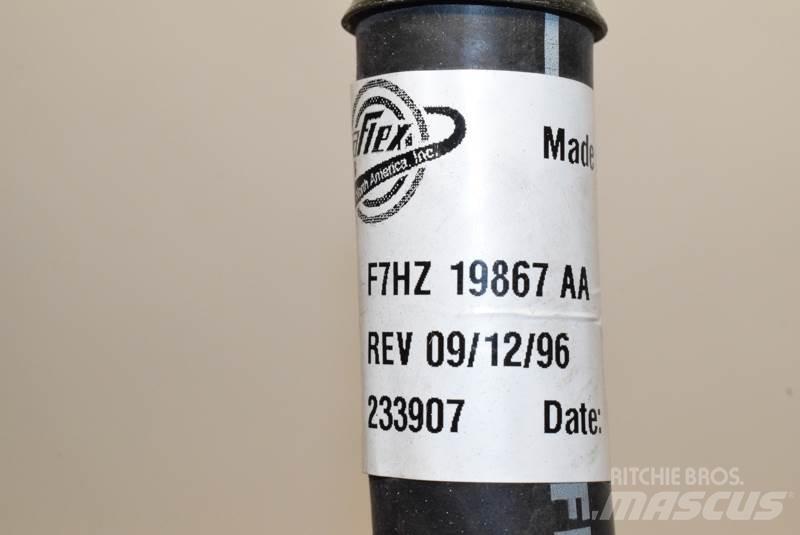 Flex
North America, Inc.
Made
F7HZ 19867 AA
REV 09/12/96
233907 Date:
RITCHIE BROS.
MASCUS